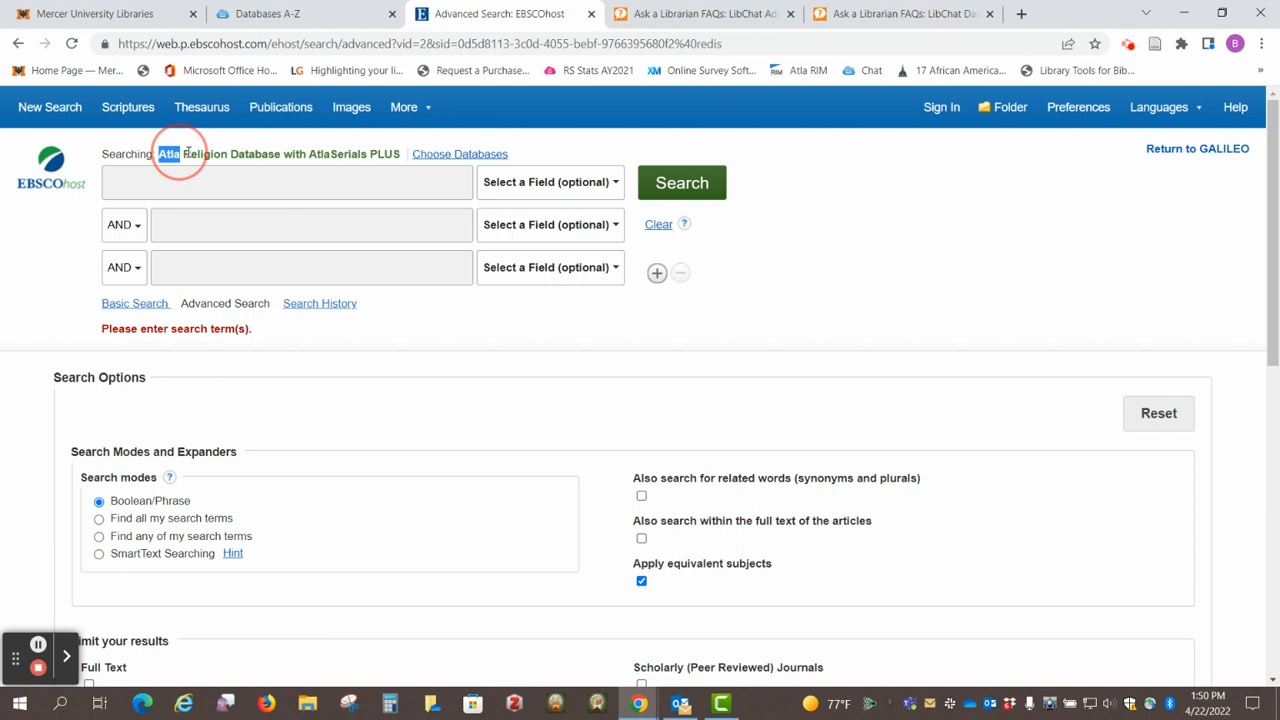 Mercer University Libraries
Databases A-Z
Advanced Search: EBSCOhost
Ask a Librarian FAQs: LibChat Ad
Ask a Librarian FAQs: LibChat Da
https://web.p.ebscohost.com/ehost/search/advanced?vid=2&sid=0d5d8113-3c04-4055-bebf-9766395680f2%40redis
B
Home Page — Mer...
Microsoft Office Ho...
LG Highlighting your li...
Request a Purchase...
RS Stats AY2021
XM Online Survey Soft...
RIM Atla RIM
Chat
17 African America...
Library Tools for Bib...
»
New Search Scriptures Thesaurus Publications Images More
Sign In Folder Preferences Languages Help
Searching: Atla Religion Database with AtlaSerials PLUS Choose Databases
Return to GALILEO
EBSCOhost
Select a Field (optional) Search
AND Select a Field (optional) Clear ?
AND Select a Field (optional)
Basic Search Advanced Search Search History
Please enter search term(s).
Search Options
Reset
Search Modes and Expanders
Search modes ?
Boolean/Phrase
Find all my search terms
Find any of my search terms
SmartText Searching Hint
Also search for related words (synonyms and plurals)
Also search within the full text of the articles
Apply equivalent subjects
imit your results
Full Text
Scholarly (Peer Reviewed) Journals
77°F
1:50 PM
4/22/2022